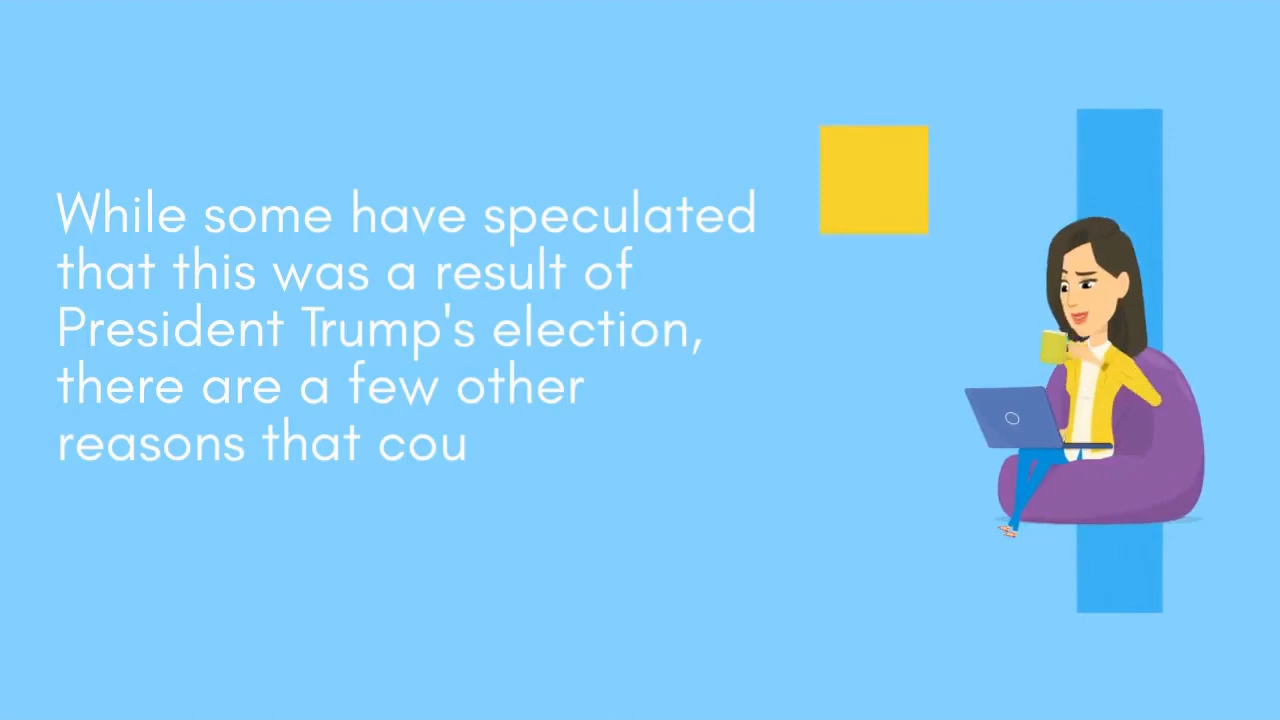 While some have speculated
that this was a result of
President Trump's election,
there are a few other
reasons that cou